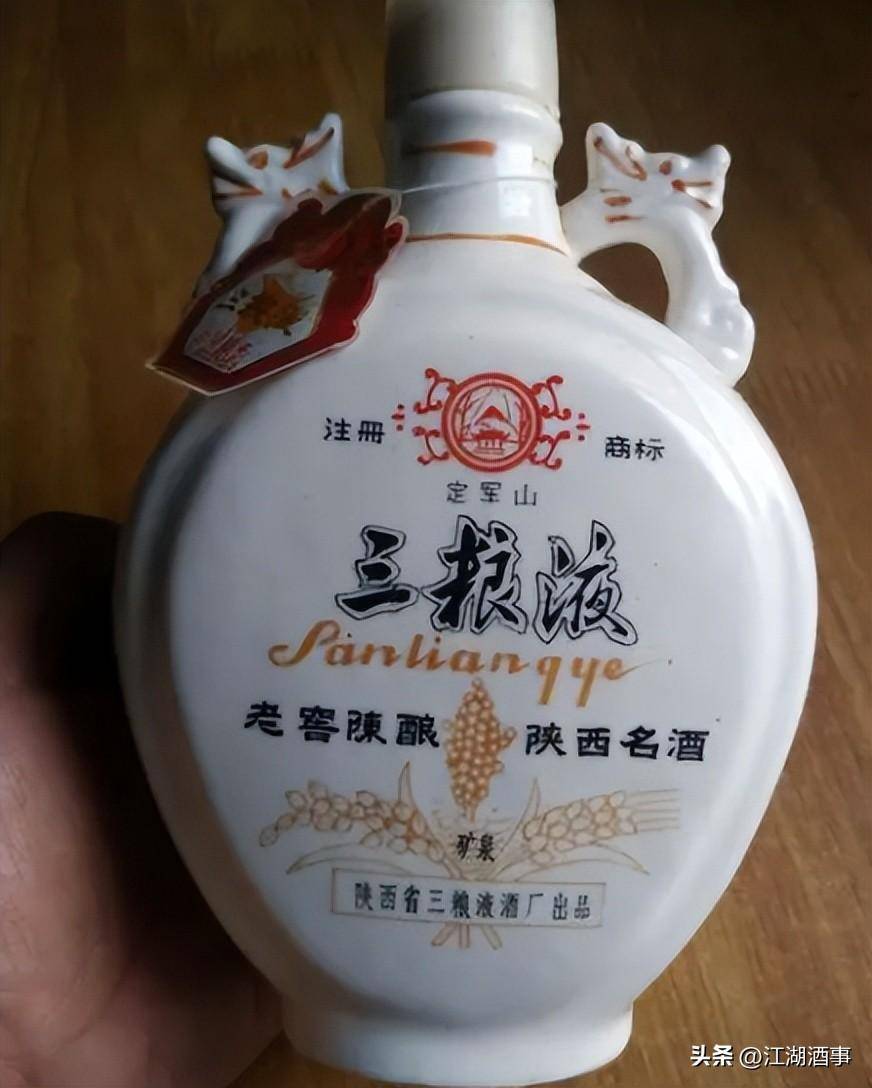 注册 商标
定军山
三粮液
Sanliangye
老窖陳酿 陕西名酒
矿泉
陕西省三粮液酒厂出品
头条 @江湖酒事